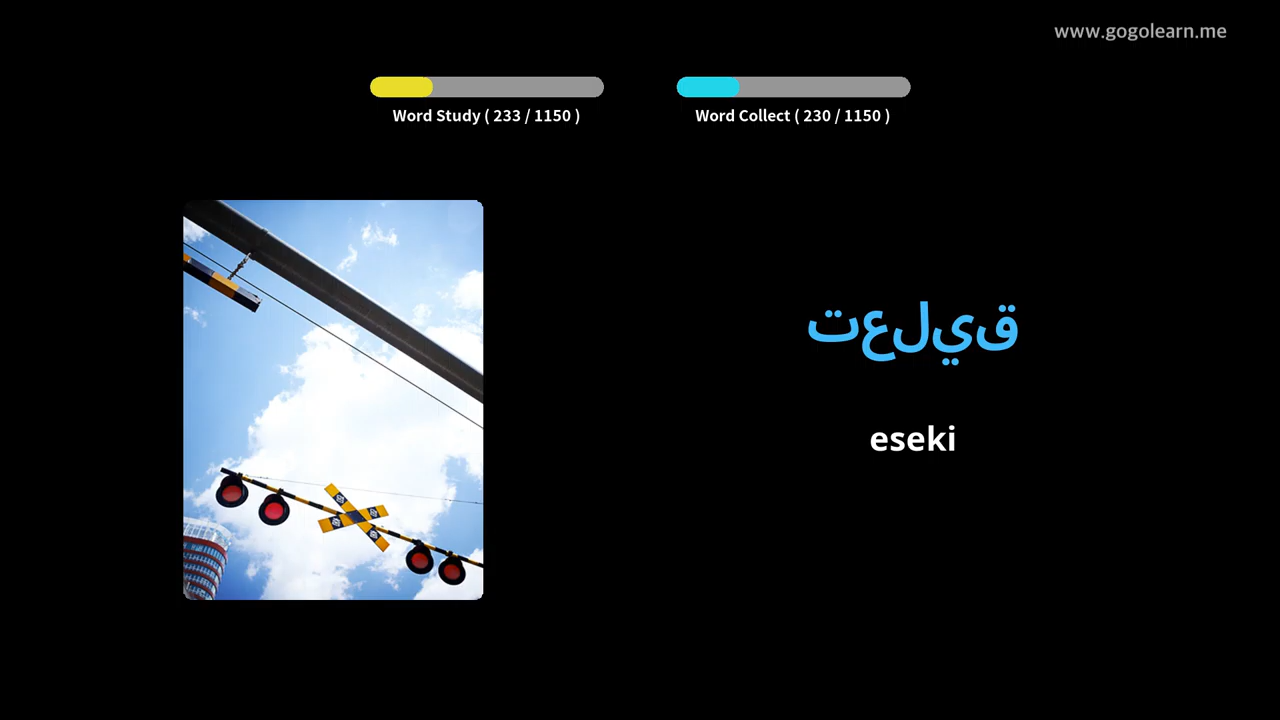 www.gogolearn.me
Word Study ( 233 / 1150 )
Word Collect ( 230 / 1150 )
تعليق
eseki